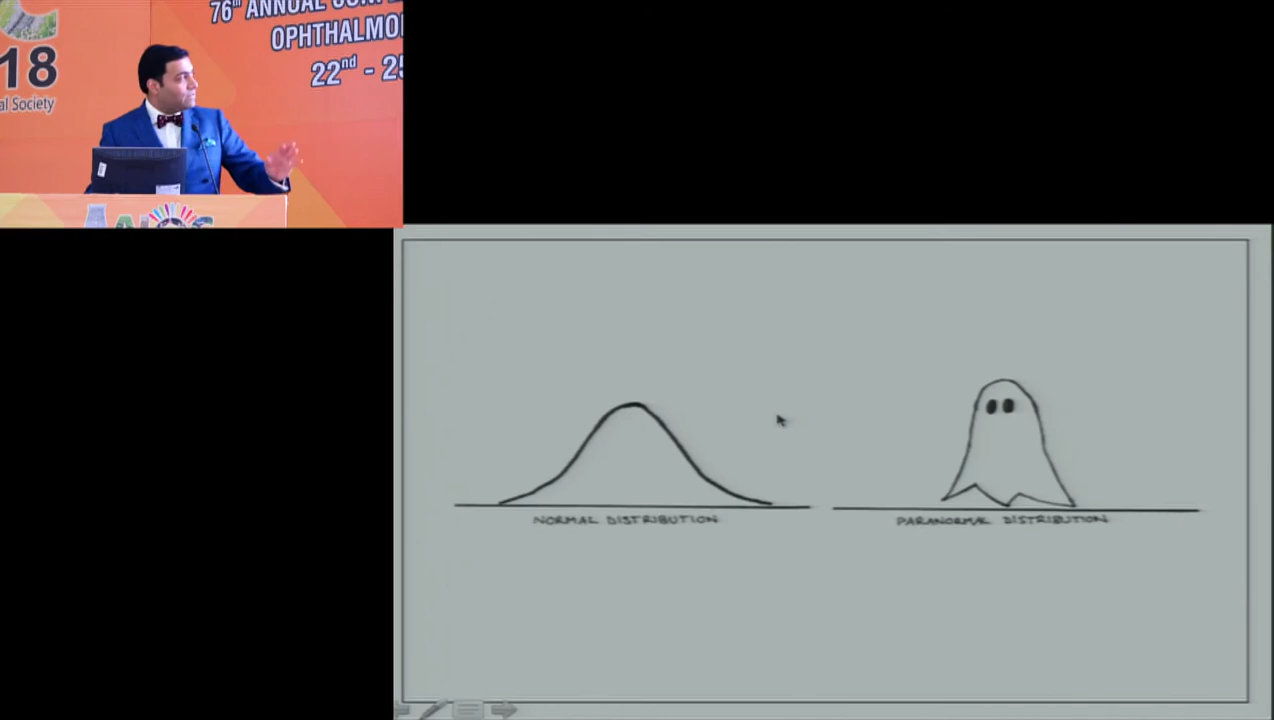 76th ANNUAL
OPHTHALMO
22nd - 25
18
al Society
NORMAL DISTRIBUTION
PARANORMAL DISTRIBUTION